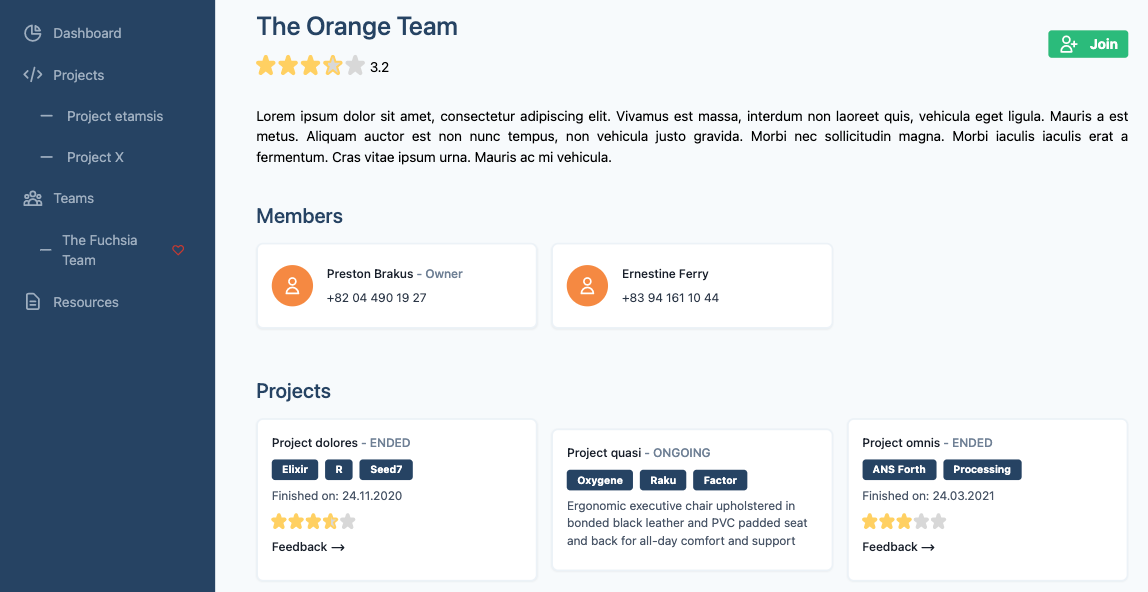 Dashboard
Projects
Project etamsis
Project X
Teams
The Fuchsia
Team
Resources
The Orange Team
3.2
Join
Lorem ipsum dolor sit amet, consectetur adipiscing elit. Vivamus est massa, interdum non laoreet quis, vehicula eget ligula. Mauris a est
metus. Aliquam auctor est non nunc tempus, non vehicula justo gravida. Morbi nec sollicitudin magna. Morbi iaculis iaculis erat a
fermentum. Cras vitae ipsum urna. Mauris ac mi vehicula.
Members
Preston Brakus - Owner
+82 04 490 19 27
Ernestine Ferry
+83 94 161 10 44
Projects
Project dolores - ENDED
Elixir R Seed7
Finished on: 24.11.2020
Feedback →
Project quasi - ONGOING
Oxygene Raku Factor
Ergonomic executive chair upholstered in
bonded black leather and PVC padded seat
and back for all-day comfort and support
Project omnis - ENDED
ANS Forth Processing
Finished on: 24.03.2021
Feedback →